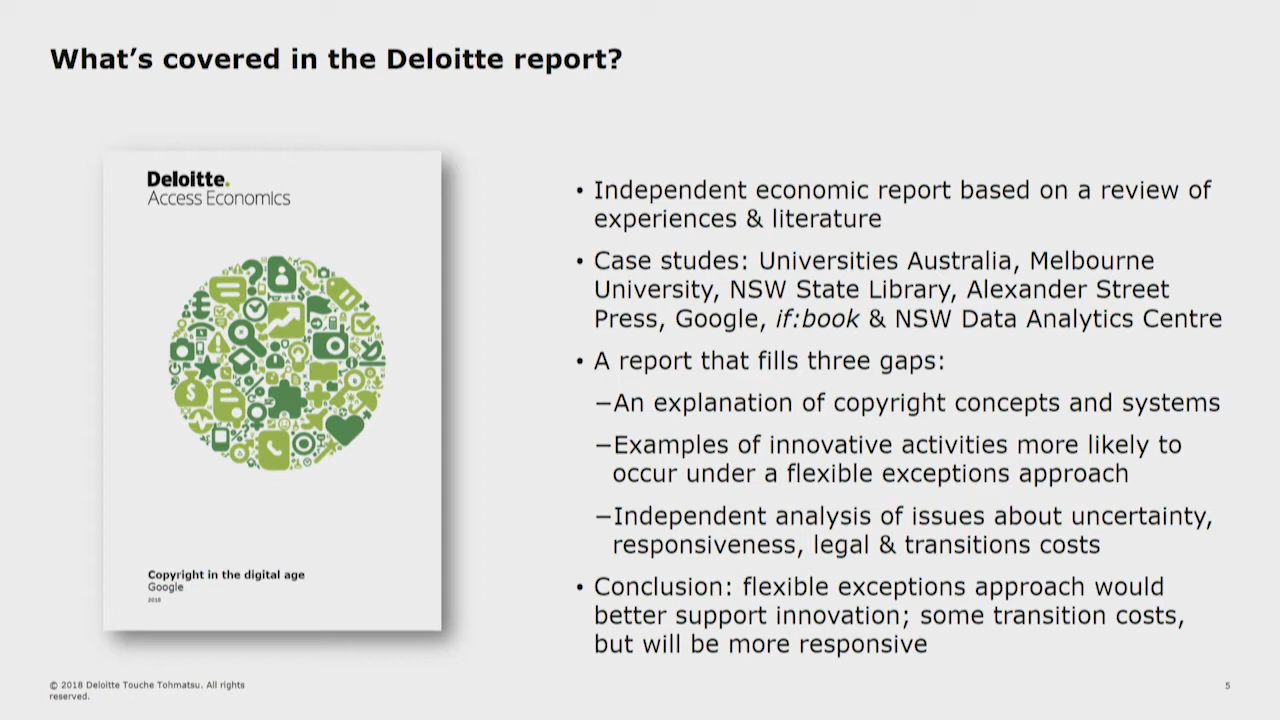 What’s covered in the Deloitte report?
Deloitte.
Access Economics
Copyright in the digital age
Google
2018
• Independent economic report based on a review of
experiences & literature
• Case studes: Universities Australia, Melbourne
University, NSW State Library, Alexander Street
Press, Google, if:book & NSW Data Analytics Centre
• A report that fills three gaps:
–An explanation of copyright concepts and systems
–Examples of innovative activities more likely to
occur under a flexible exceptions approach
–Independent analysis of issues about uncertainty,
responsiveness, legal & transitions costs
• Conclusion: flexible exceptions approach would
better support innovation; some transition costs,
but will be more responsive
© 2018 Deloitte Touche Tohmatsu. All rights
reserved.
5